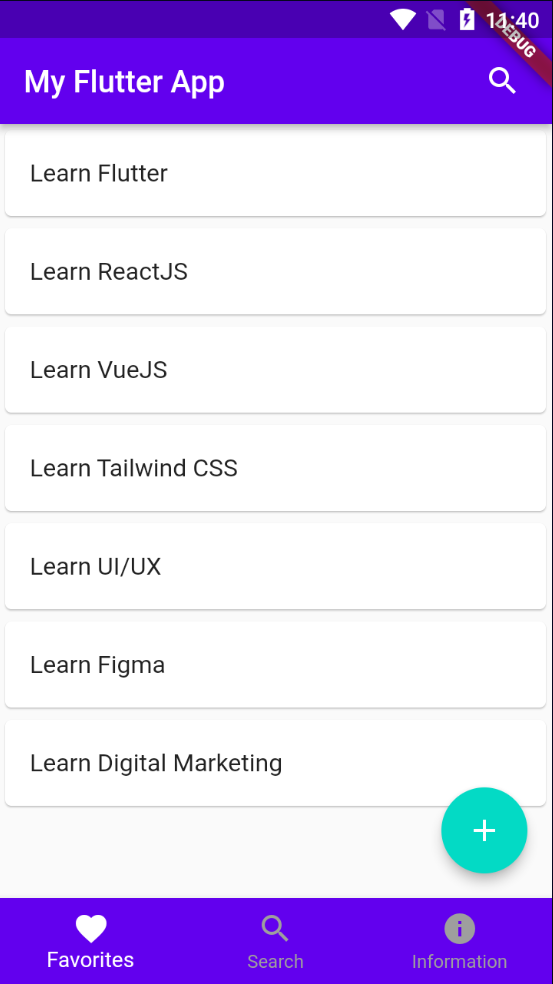 11:40
DEBUG
My Flutter App
Learn Flutter
Learn ReactJS
Learn VueJS
Learn Tailwind CSS
Learn UI/UX
Learn Figma
Learn Digital Marketing
+
Favorites
Search
Information